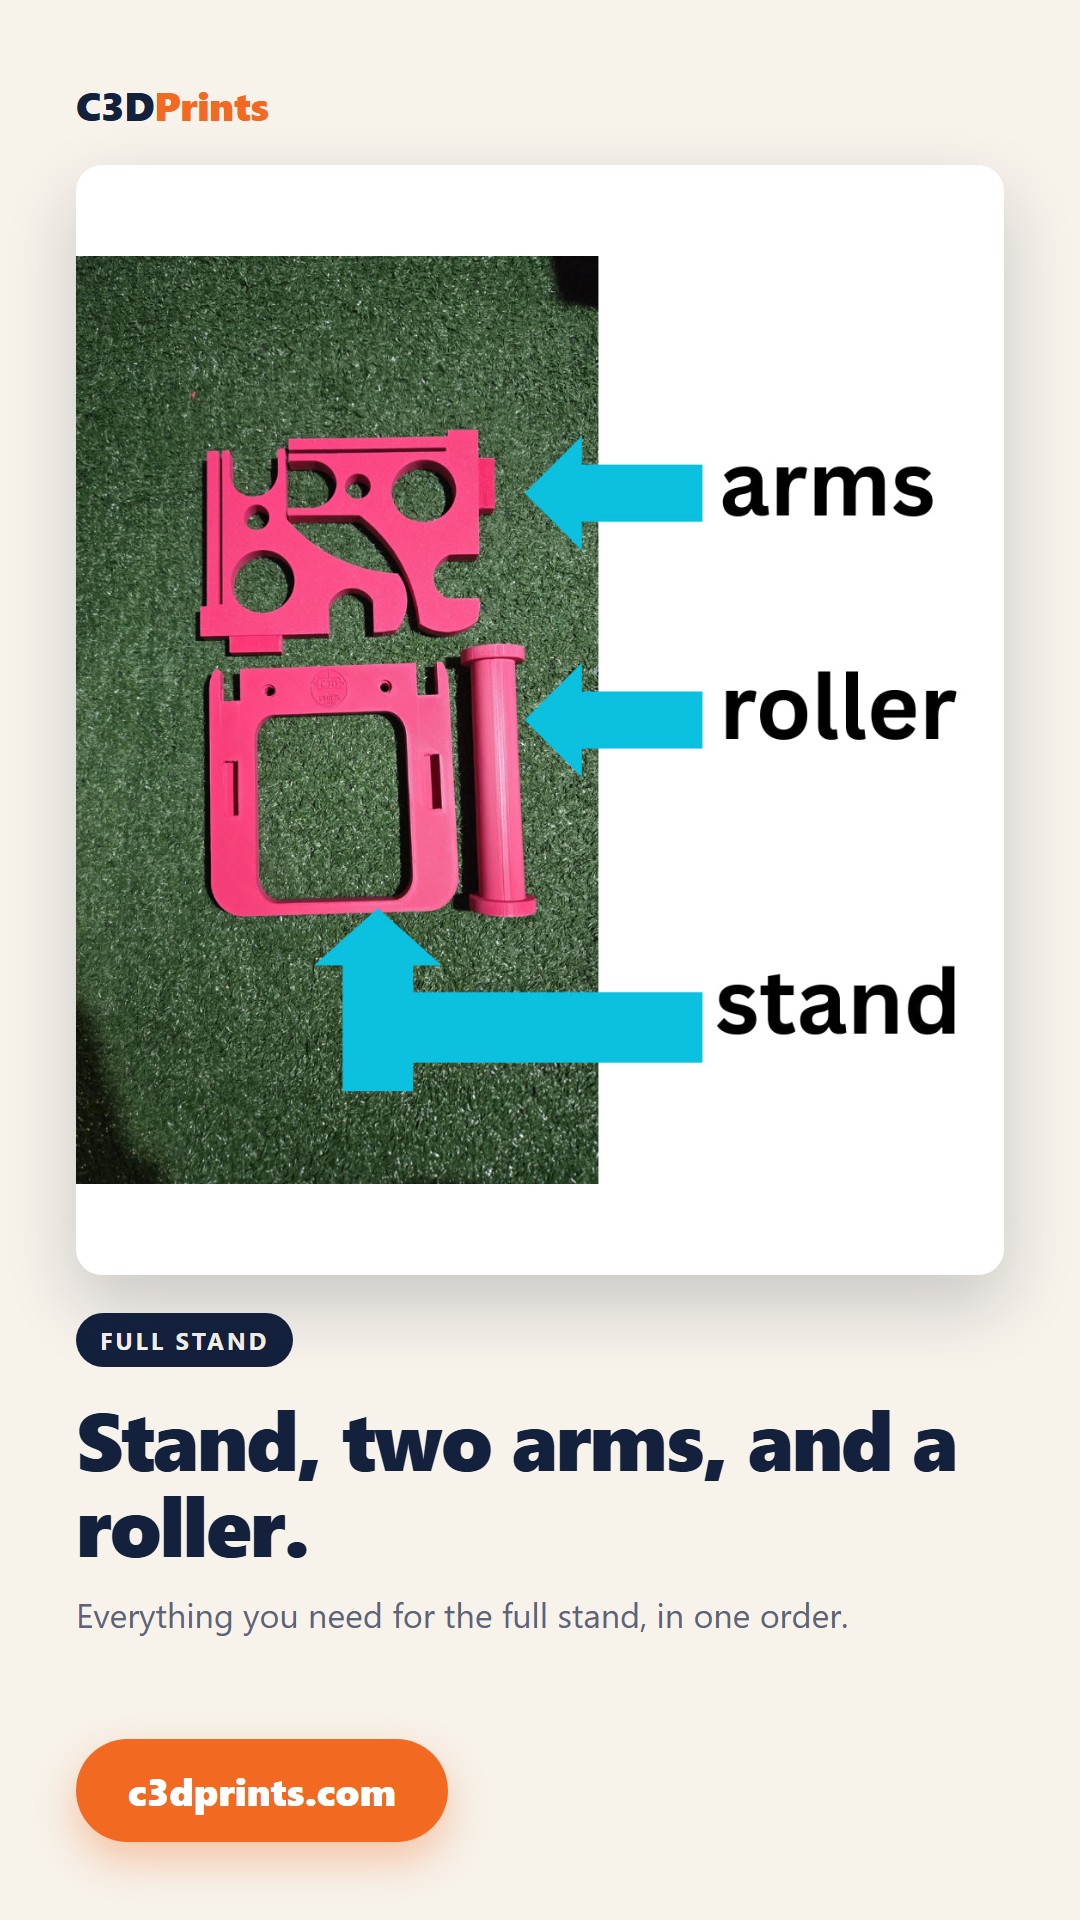 C3DPrints
arms
roller
stand
FULL STAND
Stand, two arms, and a
roller.
Everything you need for the full stand, in one order.
c3dprints.com